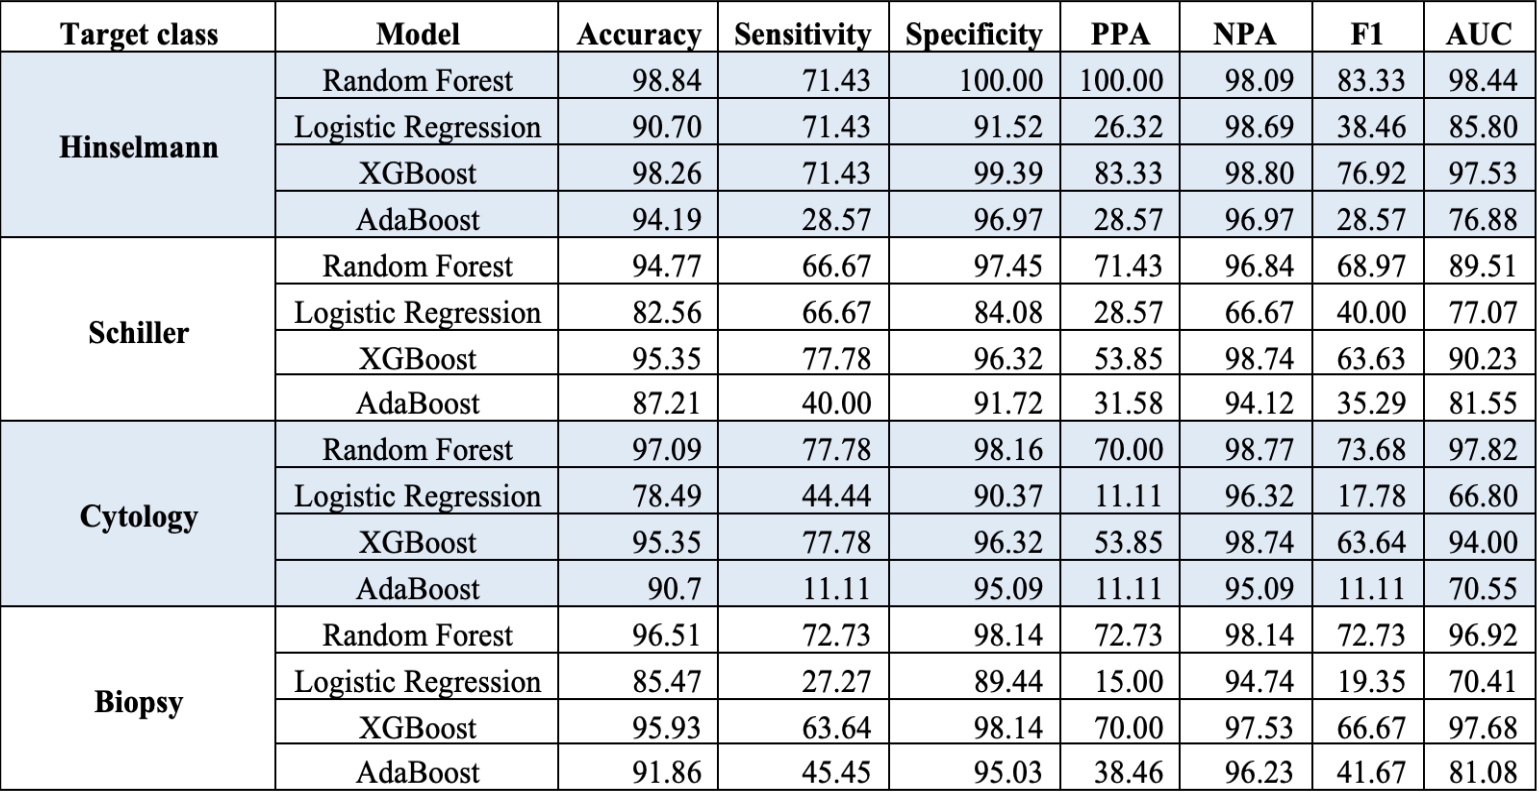 Target class Model Accuracy Sensitivity Specificity PPA NPA F1 AUC
Hinselmann
Random Forest 98.84 71.43 100.00 100.00 98.09 83.33 98.44
Logistic Regression 90.70 71.43 91.52 26.32 98.69 38.46 85.80
XGBoost 98.26 71.43 99.39 83.33 98.80 76.92 97.53
AdaBoost 94.19 28.57 96.97 28.57 96.97 28.57 76.88
Schiller
Random Forest 94.77 66.67 97.45 71.43 96.84 68.97 89.51
Logistic Regression 82.56 66.67 84.08 28.57 66.67 40.00 77.07
XGBoost 95.35 77.78 96.32 53.85 98.74 63.63 90.23
AdaBoost 87.21 40.00 91.72 31.58 94.12 35.29 81.55
Cytology
Random Forest 97.09 77.78 98.16 70.00 98.77 73.68 97.82
Logistic Regression 78.49 44.44 90.37 11.11 96.32 17.78 66.80
XGBoost 95.35 77.78 96.32 53.85 98.74 63.64 94.00
AdaBoost 90.7 11.11 95.09 11.11 95.09 11.11 70.55
Biopsy
Random Forest 96.51 72.73 98.14 72.73 98.14 72.73 96.92
Logistic Regression 85.47 27.27 89.44 15.00 94.74 19.35 70.41
XGBoost 95.93 63.64 98.14 70.00 97.53 66.67 97.68
AdaBoost 91.86 45.45 95.03 38.46 96.23 41.67 81.08